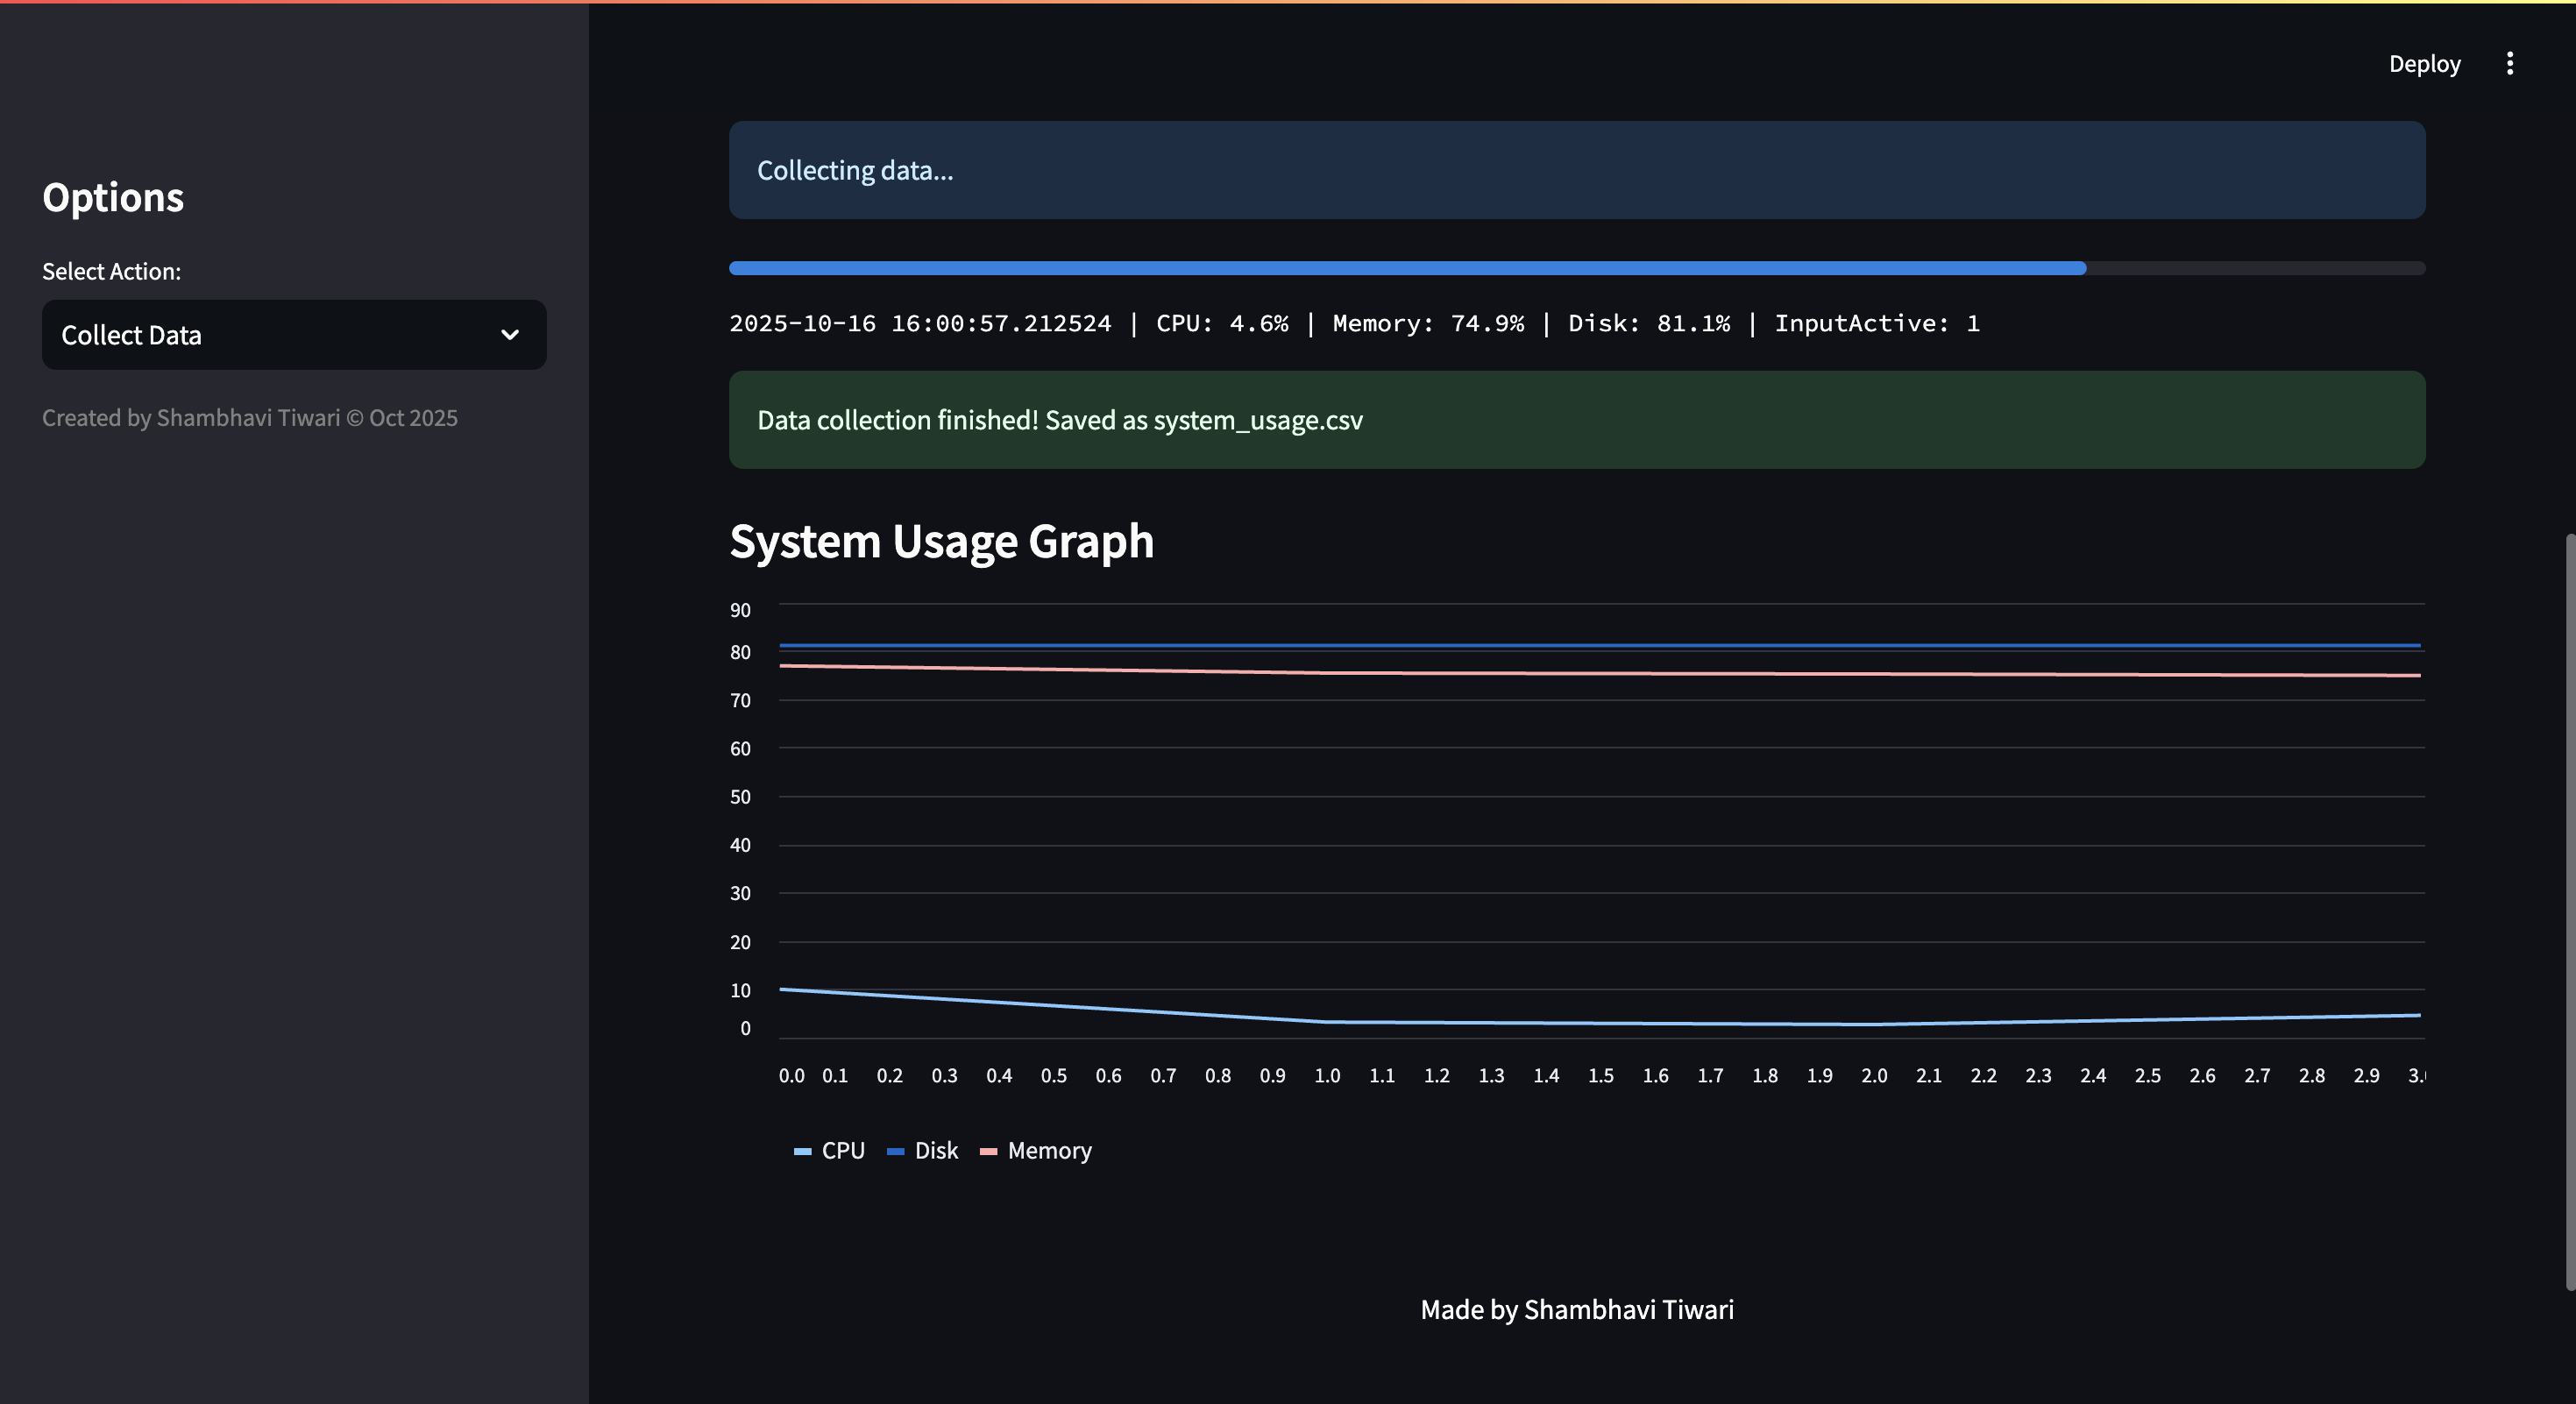 Deploy
Options
Select Action:
Collect Data
Created by Shambhavi Tiwari © Oct 2025
Collecting data...
2025-10-16 16:00:57.212524 | CPU: 4.6% | Memory: 74.9% | Disk: 81.1% | InputActive: 1
Data collection finished! Saved as system_usage.csv
System Usage Graph
90
80
70
60
50
40
30
20
10
0
0.0 0.1 0.2 0.3 0.4 0.5 0.6 0.7 0.8 0.9 1.0 1.1 1.2 1.3 1.4 1.5 1.6 1.7 1.8 1.9 2.0 2.1 2.2 2.3 2.4 2.5 2.6 2.7 2.8 2.9
CPU Disk Memory
Made by Shambhavi Tiwari